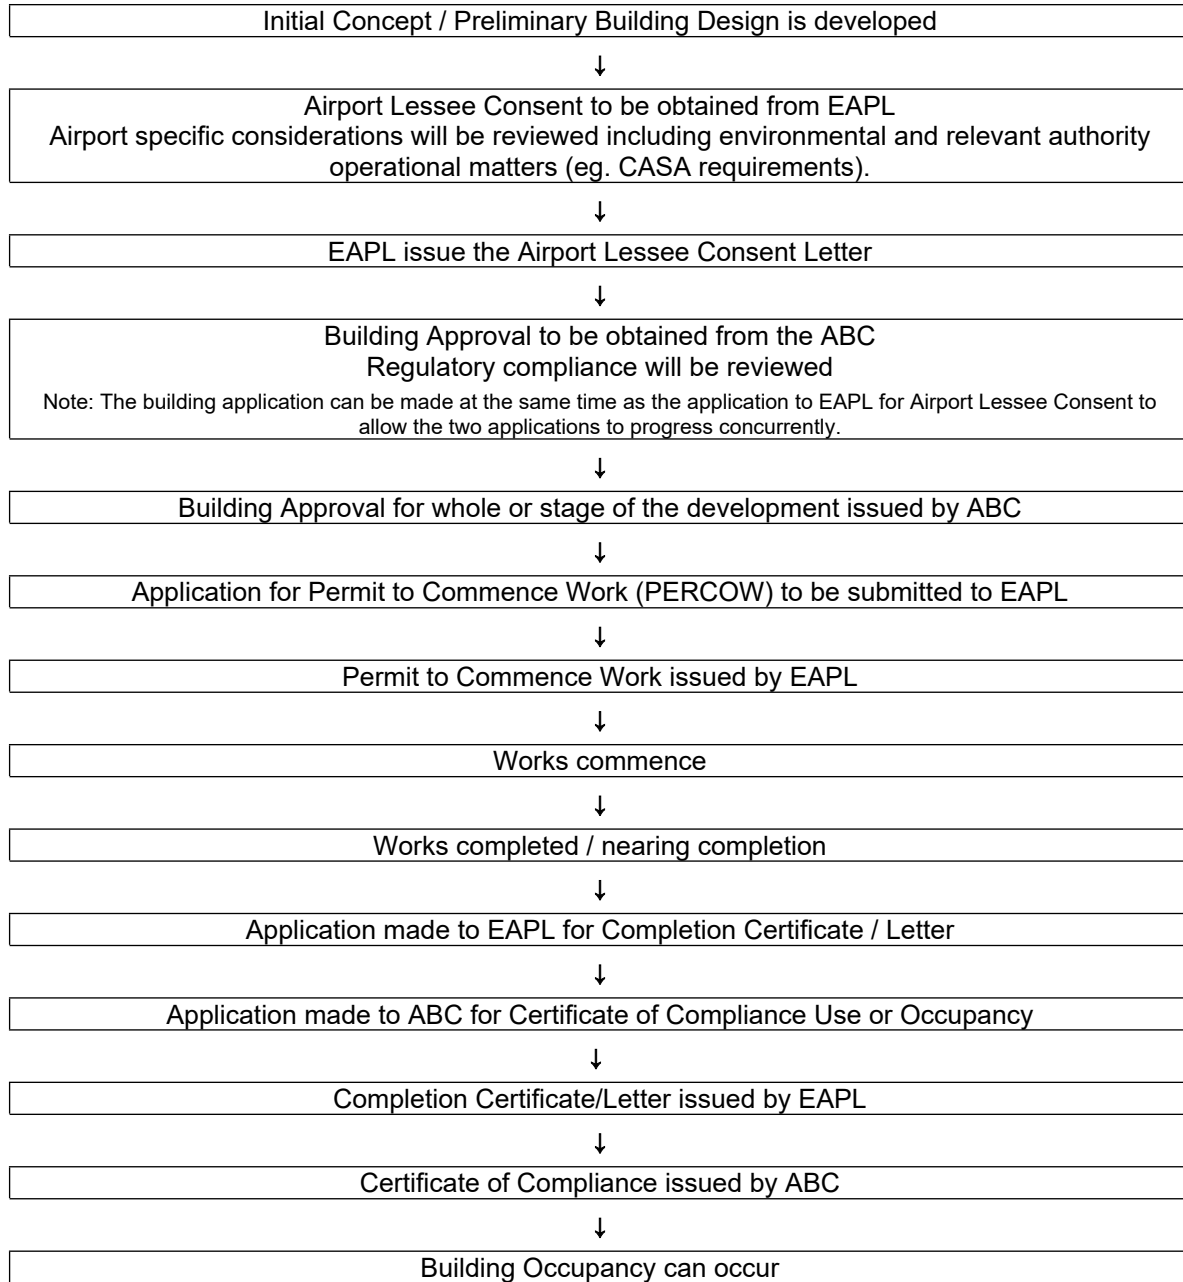 Initial Concept / Preliminary Building Design is developed
↓
Airport Lessee Consent to be obtained from EAPL
Airport specific considerations will be reviewed including environmental and relevant authority
operational matters (eg. CASA requirements).
↓
EAPL issue the Airport Lessee Consent Letter
↓
Building Approval to be obtained from the ABC
Regulatory compliance will be reviewed
Note: The building application can be made at the same time as the application to EAPL for Airport Lessee Consent to
allow the two applications to progress concurrently.
↓
Building Approval for whole or stage of the development issued by ABC
↓
Application for Permit to Commence Work (PERCOW) to be submitted to EAPL
↓
Permit to Commence Work issued by EAPL
↓
Works commence
↓
Works completed / nearing completion
↓
Application made to EAPL for Completion Certificate / Letter
↓
Application made to ABC for Certificate of Compliance Use or Occupancy
↓
Completion Certificate/Letter issued by EAPL
↓
Certificate of Compliance issued by ABC
↓
Building Occupancy can occur